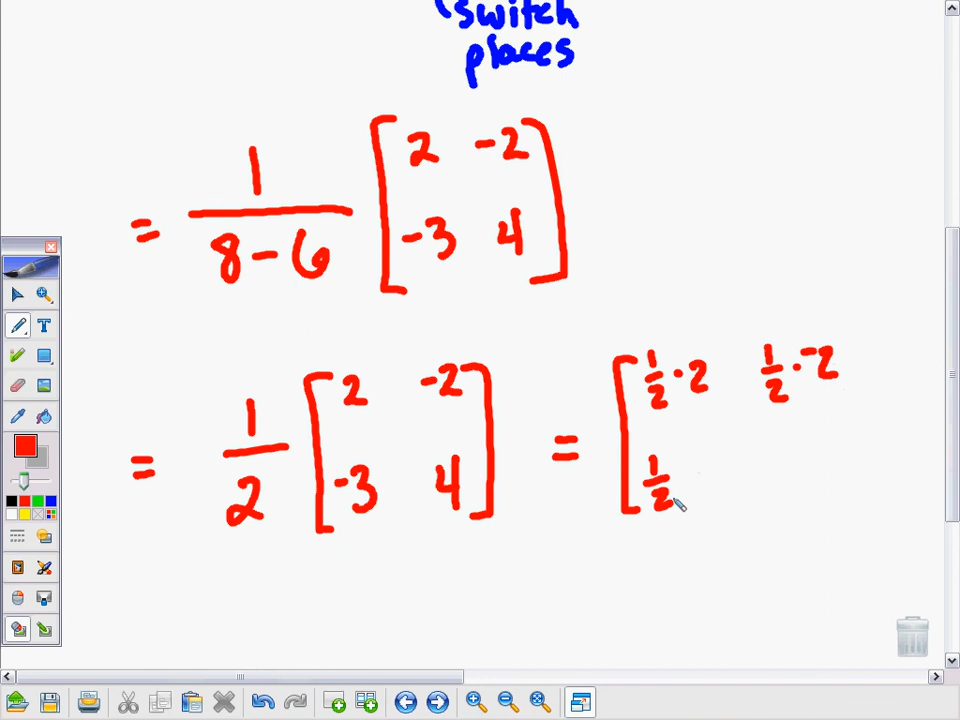 switch
places
= 1/(8-6) [2 -2
-3 4]
= 1/2 [2 -2
-3 4] = [1/2·2 1/2·-2
1/2